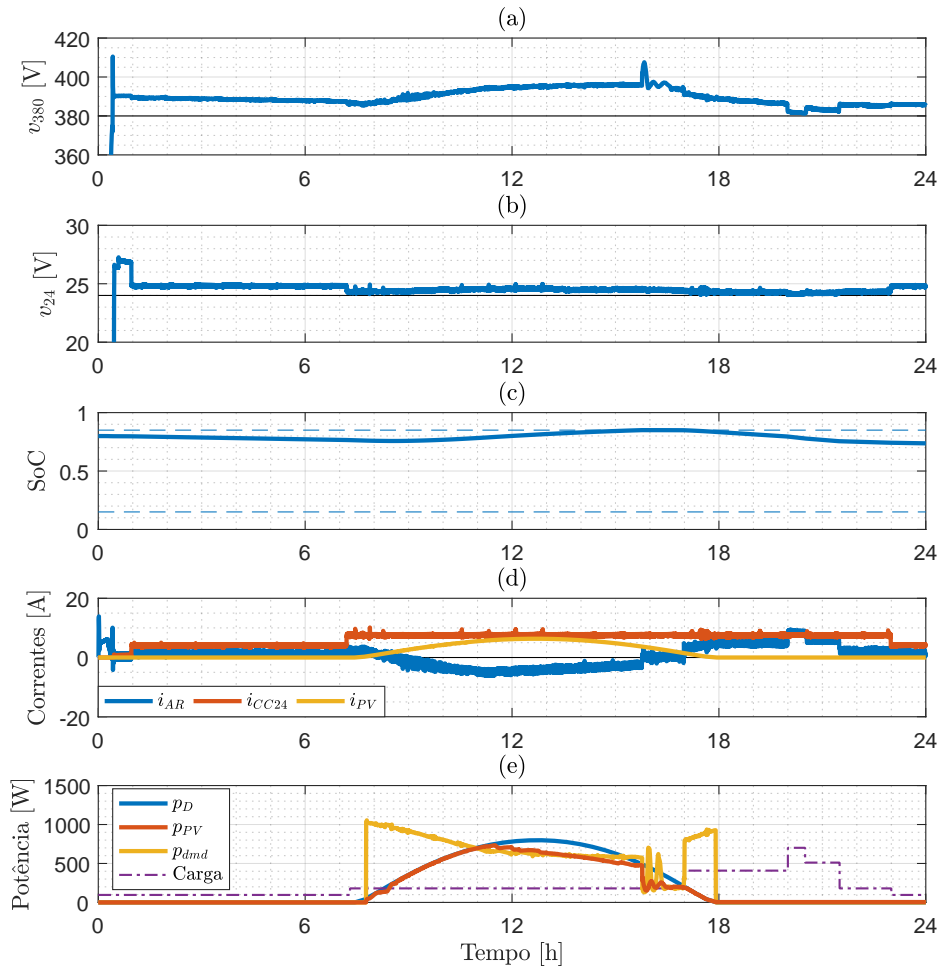 (a)
v380 [V]
420
400
380
360
0 6 12 18 24
(b)
v24 [V]
30
25
20
0 6 12 18 24
(c)
SoC
1
0.5
0
0 6 12 18 24
(d)
Correntes [A]
20
0
-20
iAR iCC24 iPV
0 6 12 18 24
(e)
Potência [W]
1500
1000
500
0
pD
pPV
pdmd
Carga
0 6 12 18 24
Tempo [h]